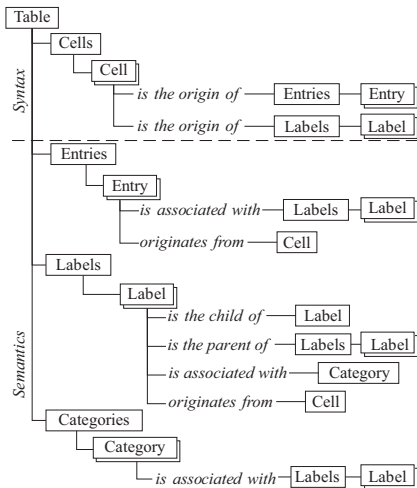 Table
Cells
Cell
is the origin of Entries Entry
is the origin of Labels Label
Syntax
Entries
Entry
is associated with Labels Label
originates from Cell
Labels
Label
is the child of Label
is the parent of Labels Label
is associated with Category
originates from Cell
Semantics
Categories
Category
is associated with Labels Label